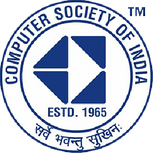 COMPUTER SOCIETY OF INDIA
TM
ESTD. 1965
सर्वे भवन्तु सुखिनः